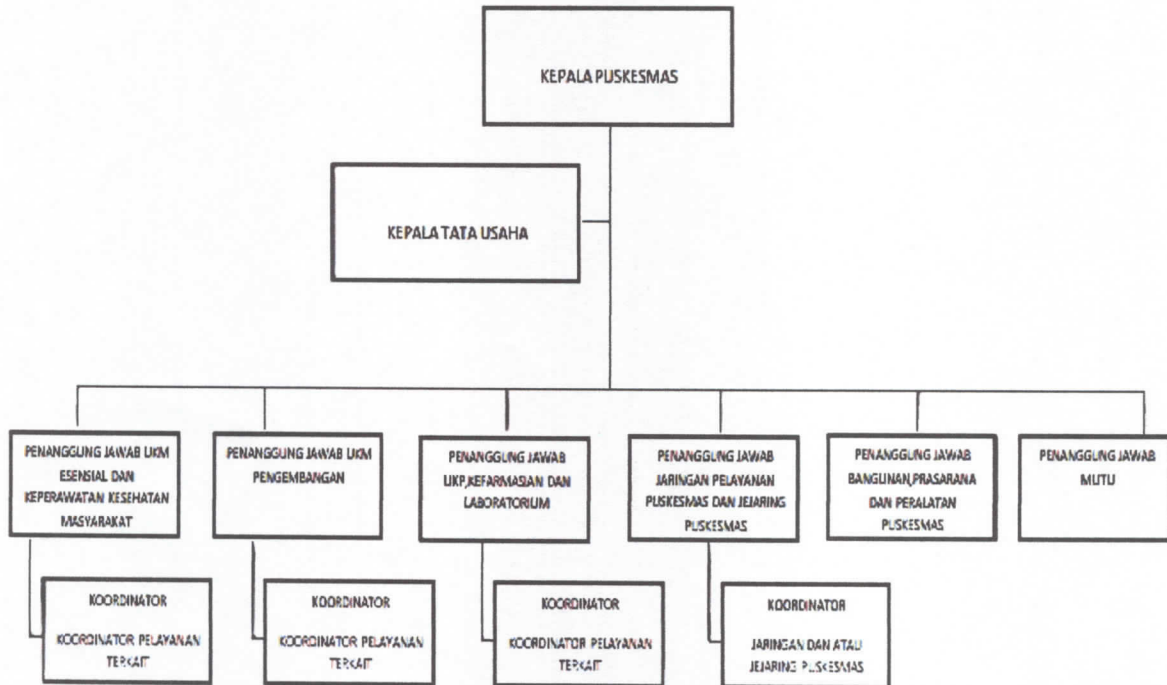 KEPALA PUSKESMAS
KEPALA TATA USAHA
PENANGGUNG JAWAB UKM
ESENSIAL DAN
KEPERAWATAN KESEHATAN
MASYARAKAT
PENANGGUNG JAWAB UKM
PENGEMBANGAN
PENANGGUNG JAWAB
UKP,KEFARMASIAN DAN
LABORATORIUM
PENANGGUNG JAWAB
JARINGAN PELAYANAN
PUSKESMAS DAN JEJARING
PUSKESMAS
PENANGGUNG JAWAB
BANGUNAN,PRASARANA
DAN PERALATAN
PUSKESMAS
PENANGGUNG JAWAB
MUTU
KOORDINATOR
KOORDINATOR PELAYANAN
TERKAIT
KOORDINATOR
KOORDINATOR PELAYANAN
TERKAIT
KOORDINATOR
KOORDINATOR PELAYANAN
TERKAIT
KOORDINATOR
JARINGAN DAN ATAU
JEJARING PUSKESMAS